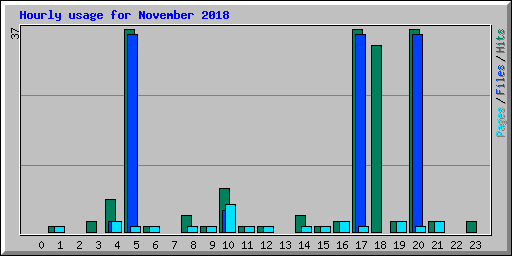 Hourly usage for November 2018
37
Pages/Files/Hits
0 1 2 3 4 5 6 7 8 9 10 11 12 13 14 15 16 17 18 19 20 21 22 23